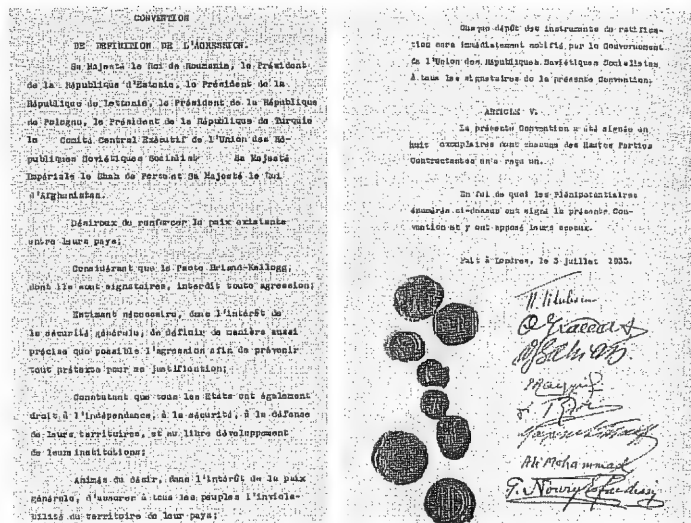 CONVENTION
DE DEFINITION DE L'AGRESSION.
Sa Majesté le Roi de Roumanie, le Président
de la République d'Estonie, le Président de la
République de Lettonie, le Président de la République
de Pologne, le Président de la République de Turquie
le Comité Central Exécutif de l'Union des Ré-
publiques Soviétiques Socialist Sa Majesté
Impériale le Shah de Perse et Sa Majesté le Roi
d'Afghanistan.
Désireux de renforcer la paix existante
entre leurs pays;
Considérant que le Pacte Briand-Kellogg,
dont ils sont signataires, interdit toute agression;
Estimant nécessaire, dans l'intérêt de
la sécurité générale, de définir de manière aussi
précise que possible l'agression afin de prévenir
tout prétexte pour sa justification;
Constatant que tous les Etats ont également
droit à l'indépendance, à la sécurité, à la défense
de leurs territoires, et au libre développement
de leurs institutions;
Animés du désir, dans l'intérêt de la paix
générale, d'assurer à tous les peuples l'inviola-
bilité du territoire de leur pays;
Chaque dépôt des instruments de ratifica-
tion sera immédiatement notifié par le Gouvernement
de l'Union des Républiques Soviétiques Socialistes
à tous les signataires de la présente Convention.
ARTICLE V.
La présente Convention a été signée en
huit exemplaires dont chacune des Hautes Parties
Contractantes en a reçu un.
En foi de quoi les Plénipotentiaires
énumérés ci-dessus ont signé la présente Con-
vention et y ont apposé leurs sceaux.
Fait à Londres, le 3 juillet 1933.
Ali Mohammad